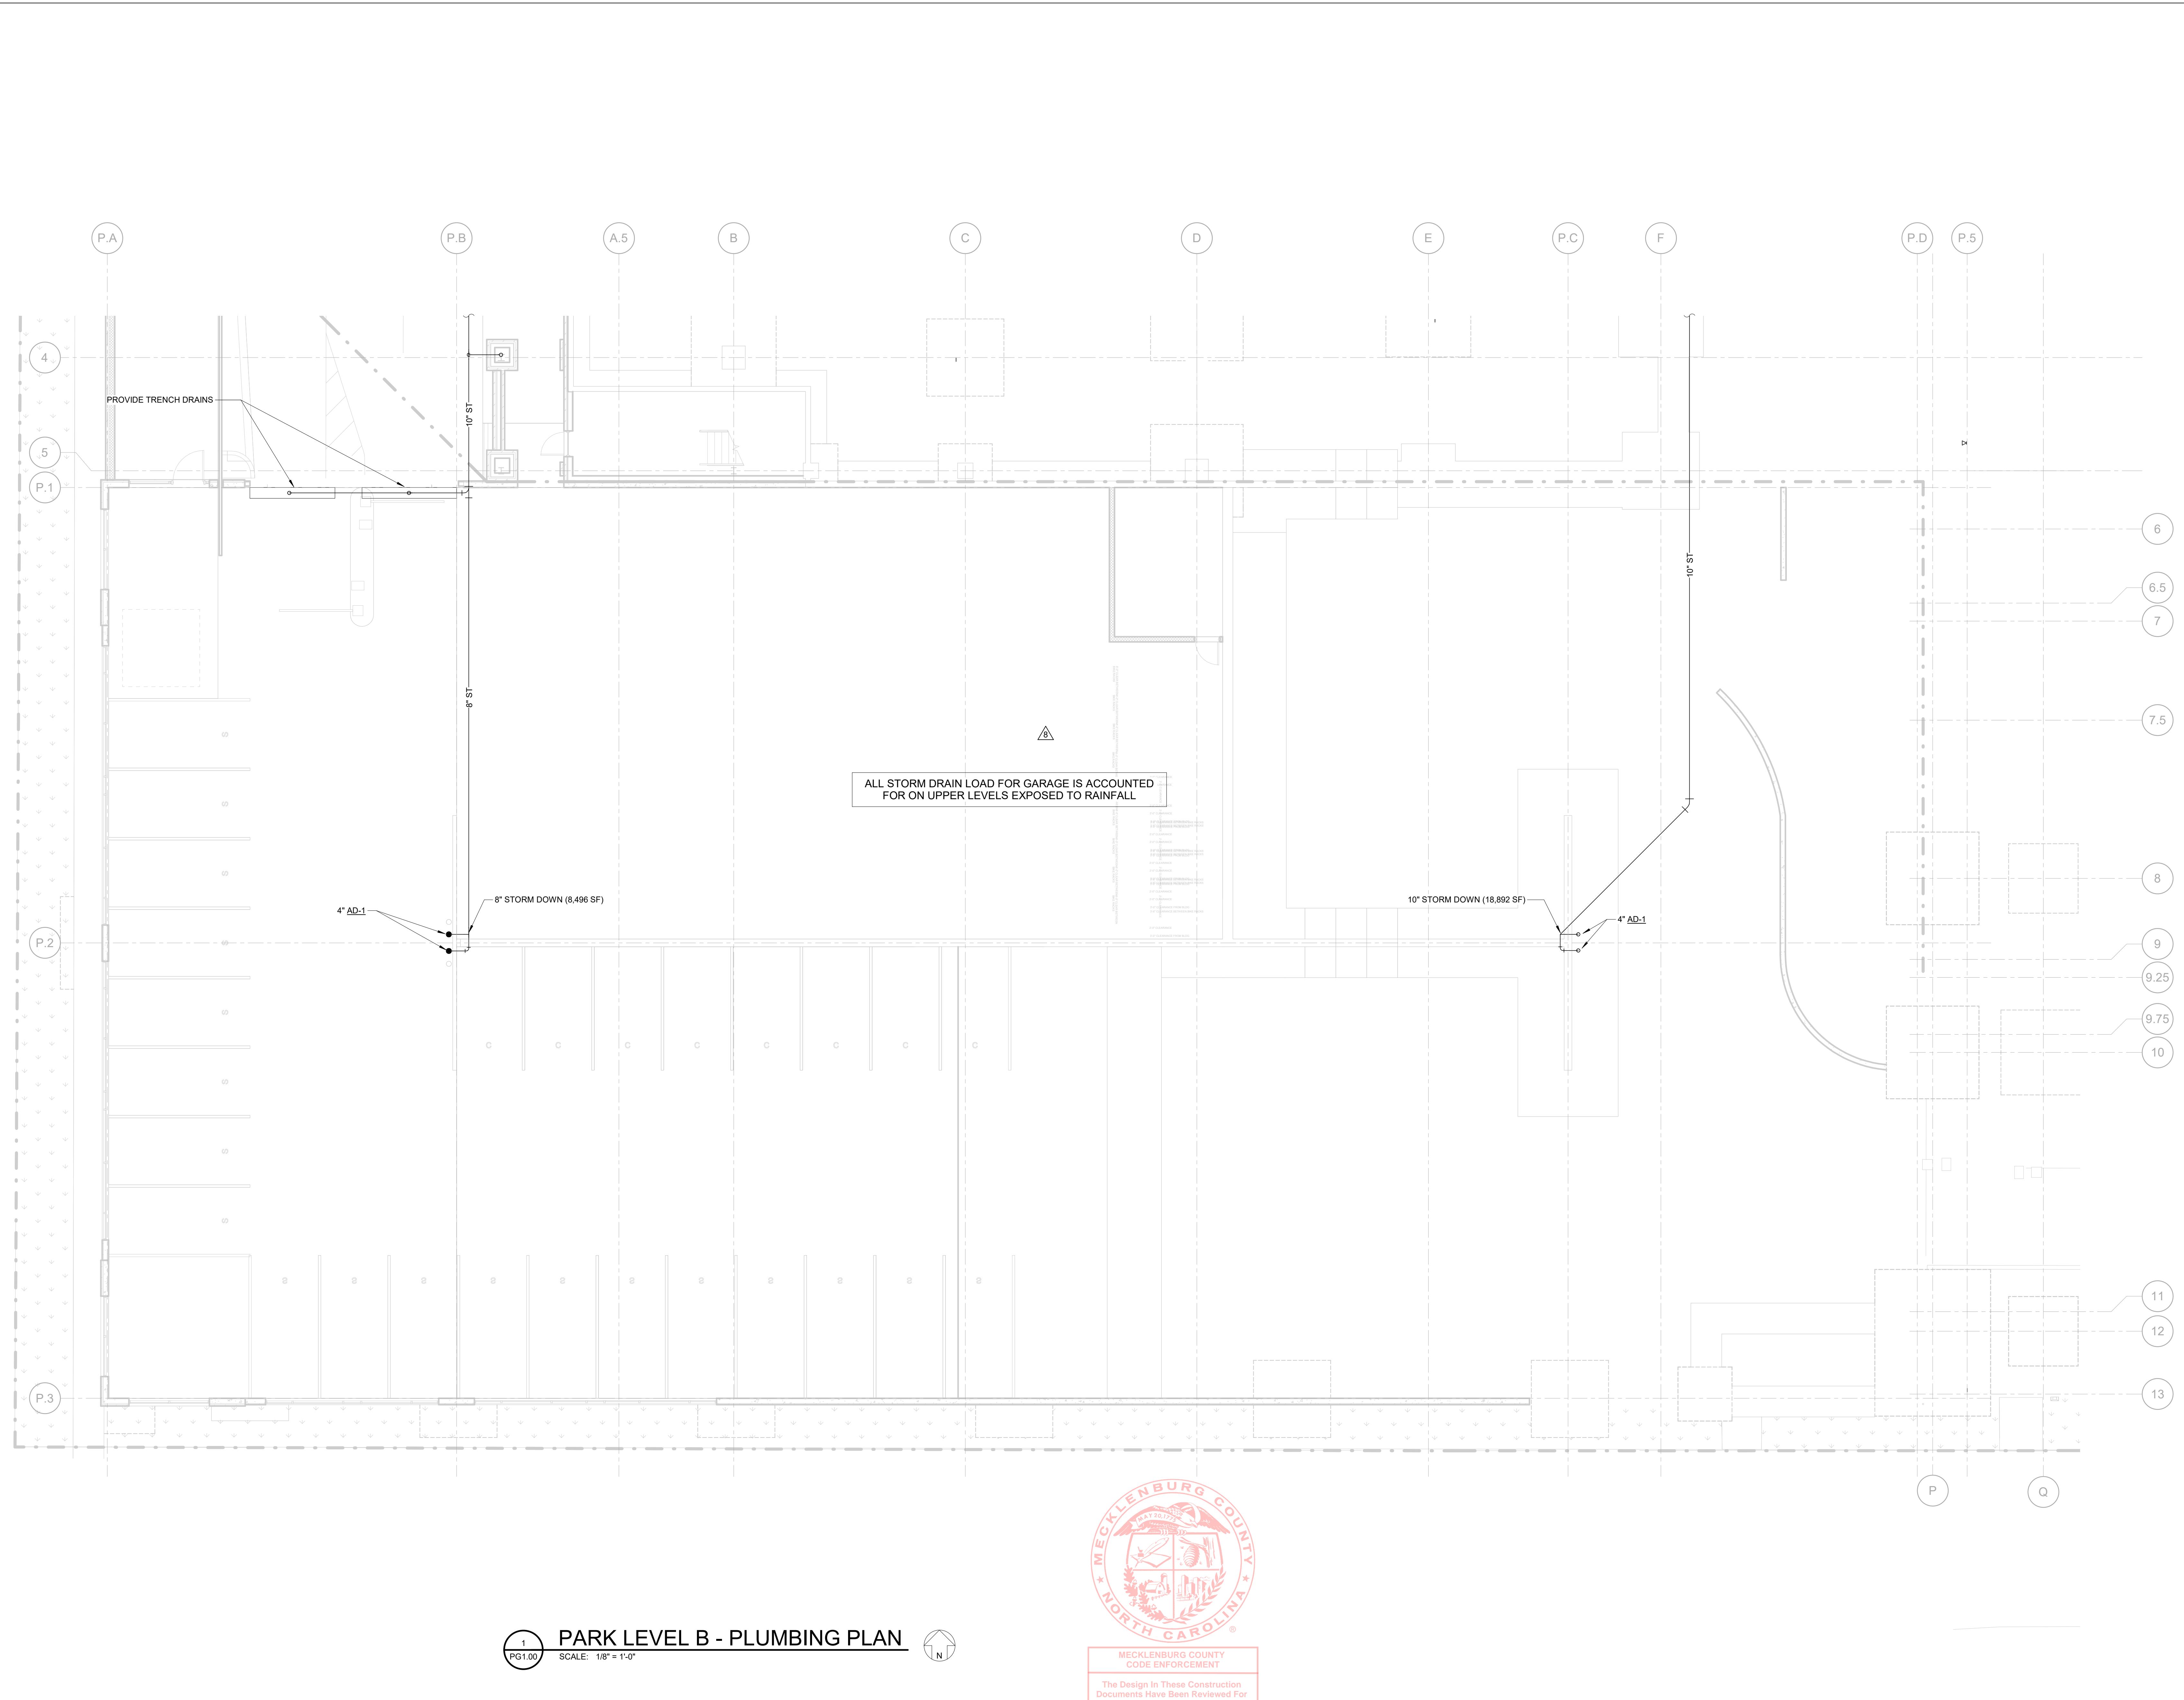 P.A
P.B
A.5
B
C
D
E
P.C
F
P.D
P.5
4
5
P.1
P.2
P.3
PROVIDE TRENCH DRAINS
10" ST
8" ST
10" ST
6
6.5
7
7.5
8
9
9.25
9.75
10
11
12
13
8
ALL STORM DRAIN LOAD FOR GARAGE IS ACCOUNTED
FOR ON UPPER LEVELS EXPOSED TO RAINFALL
4" AD-1
8" STORM DOWN (8,496 SF)
10" STORM DOWN (18,892 SF)
4" AD-1
C C C C C C C C
P
Q
MECKLENBURG COUNTY
NORTH CAROLINA
®
1
PG1.00
PARK LEVEL B - PLUMBING PLAN
SCALE: 1/8" = 1'-0"
N
MECKLENBURG COUNTY
CODE ENFORCEMENT
The Design In These Construction
Documents Have Been Reviewed For